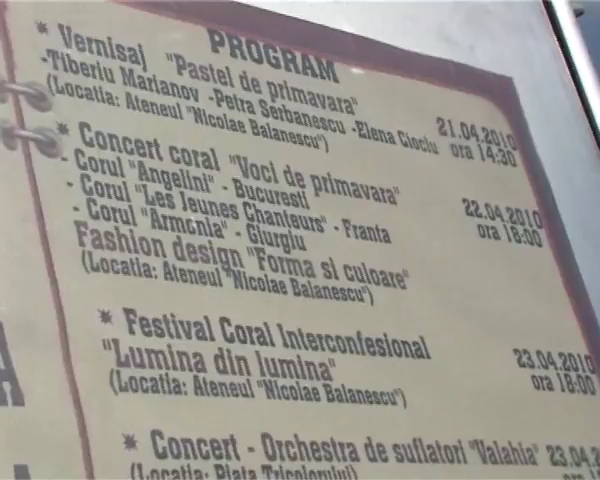 PROGRAM
* Vernisaj "Pastel de primavara"
-Tiberiu Marianov -Petra Serbanescu -Elena Cioclu 21.04.2010
(Locatia: Ateneul "Nicolae Balanescu") ora 14:30
* Concert coral "Voci de primavara"
- Corul "Angelini" - Bucuresti 22.04.2010
- Corul "Les Jeunes Chanteurs" - Franta ora 18:00
- Corul "Armonia" - Giurgiu
Fashion design "Forma si culoare"
(Locatia: Ateneul "Nicolae Balanescu")
* Festival Coral Interconfesional
"Lumina din lumina" 23.04.2010
(Locatia: Ateneul "Nicolae Balanescu") ora 18:00
* Concert - Orchestra de suflatori "Valahia" 23.04.2
(Locatia: Piata Tricolorului)
A